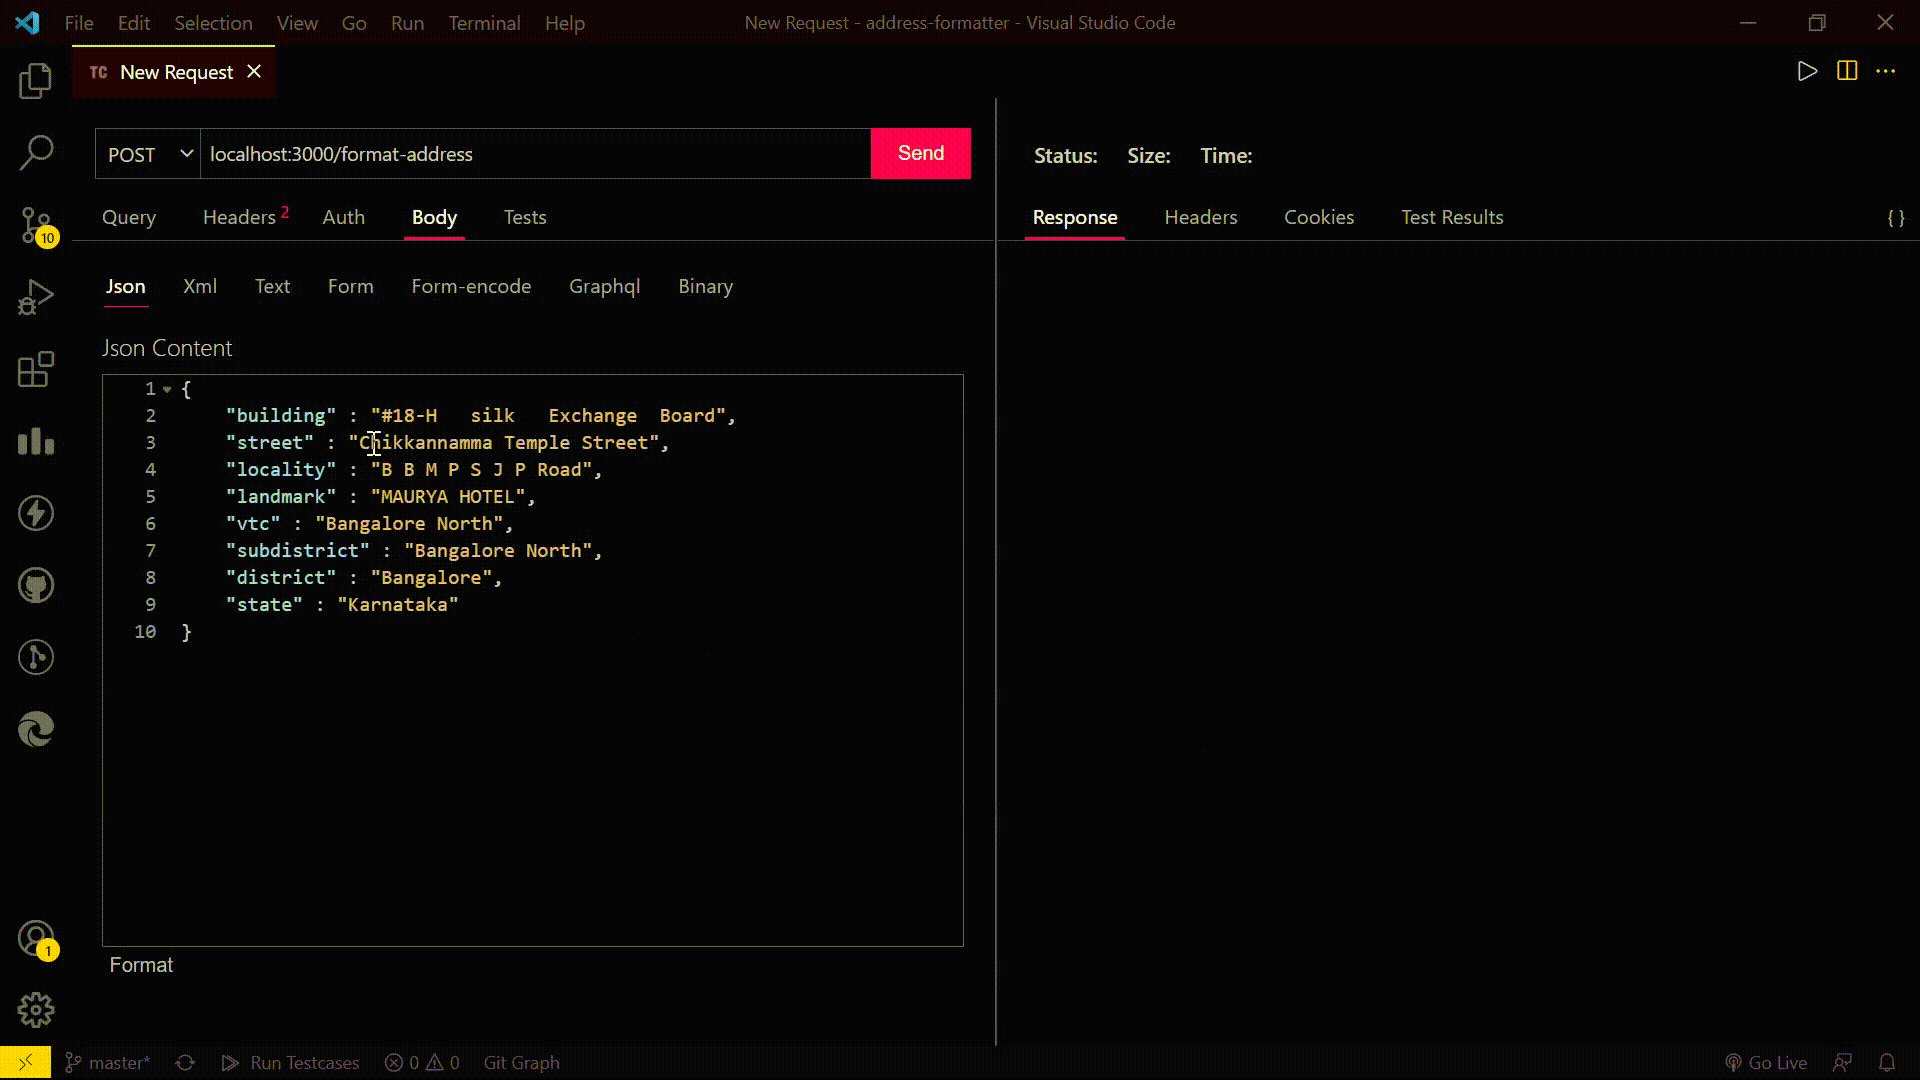 File Edit Selection View Go Run Terminal Help New Request - address-formatter - Visual Studio Code
TC New Request
POST localhost:3000/format-address Send
Status: Size: Time:
Query Headers 2 Auth Body Tests
Response Headers Cookies Test Results { }
10
Json Xml Text Form Form-encode Graphql Binary
Json Content
1 {
2 "building" : "#18-H   silk   Exchange  Board",
3 "street" : "Chikkannamma Temple Street",
4 "locality" : "B B M P S J P Road",
5 "landmark" : "MAURYA HOTEL",
6 "vtc" : "Bangalore North",
7 "subdistrict" : "Bangalore North",
8 "district" : "Bangalore",
9 "state" : "Karnataka"
10 }
1
Format
master* Run Testcases 0 0 Git Graph Go Live